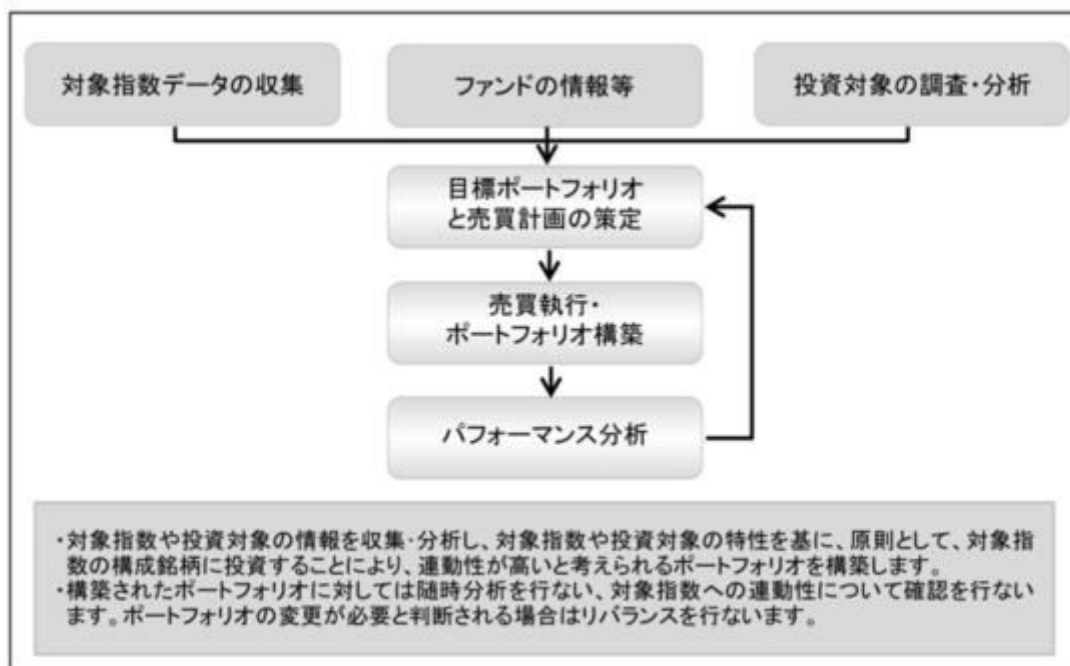 対象指数データの収集
ファンドの情報等
投資対象の調査・分析
目標ポートフォリオ
と売買計画の策定
売買執行・
ポートフォリオ構築
パフォーマンス分析
・対象指数や投資対象の情報を収集・分析し、対象指数や投資対象の特性を基に、原則として、対象指
数の構成銘柄に投資することにより、連動性が高いと考えられるポートフォリオを構築します。
・構築されたポートフォリオに対しては随時分析を行ない、対象指数への連動性について確認を行ない
ます。ポートフォリオの変更が必要と判断される場合はリバランスを行ないます。